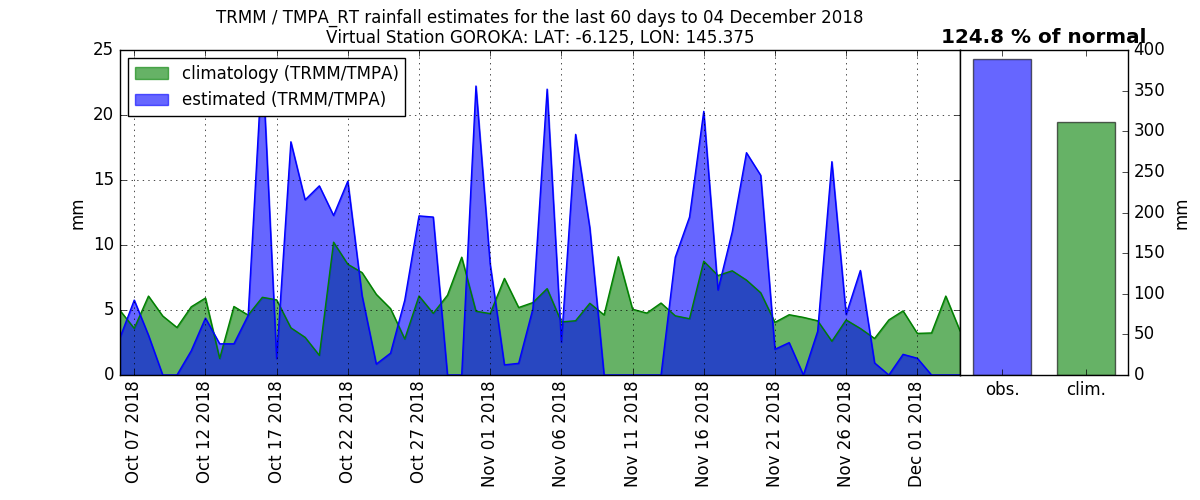 TRMM / TMPA_RT rainfall estimates for the last 60 days to 04 December 2018
Virtual Station GOROKA: LAT: -6.125, LON: 145.375
124.8 % of normal
climatology (TRMM/TMPA)
estimated (TRMM/TMPA)
25
20
15
10
5
0
mm
400
350
300
250
200
150
100
50
0
mm
obs.
clim.
Oct 07 2018
Oct 12 2018
Oct 17 2018
Oct 22 2018
Oct 27 2018
Nov 01 2018
Nov 06 2018
Nov 11 2018
Nov 16 2018
Nov 21 2018
Nov 26 2018
Dec 01 2018